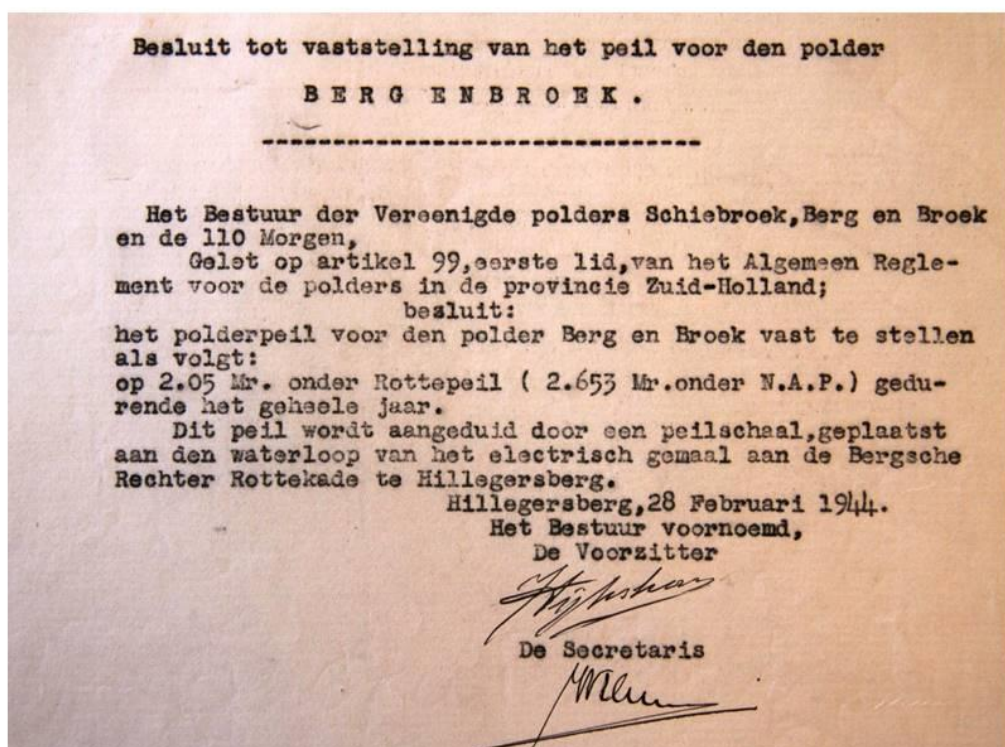 Besluit tot vaststelling van het peil voor den polder
BERG ENBROEK.
--------------------------------
Het Bestuur der Vereenigde polders Schiebroek,Berg en Broek
en de 110 Morgen,
Gelet op artikel 99,eerste lid,van het Algemeen Regle-
ment voor de polders in de provincie Zuid-Holland;
besluit:
het polderpeil voor den polder Berg en Broek vast te stellen
als volgt:
op 2.05 Mr. onder Rottepeil ( 2.653 Mr.onder N.A.P.) gedu-
rende het geheele jaar.
Dit peil wordt aangeduid door een peilschaal,geplaatst
aan den waterloop van het electrisch gemaal aan de Bergsche
Rechter Rottekade te Hillegersberg.
Hillegersberg,28 Februari 1944.
Het Bestuur voornoemd,
De Voorzitter
De Secretaris